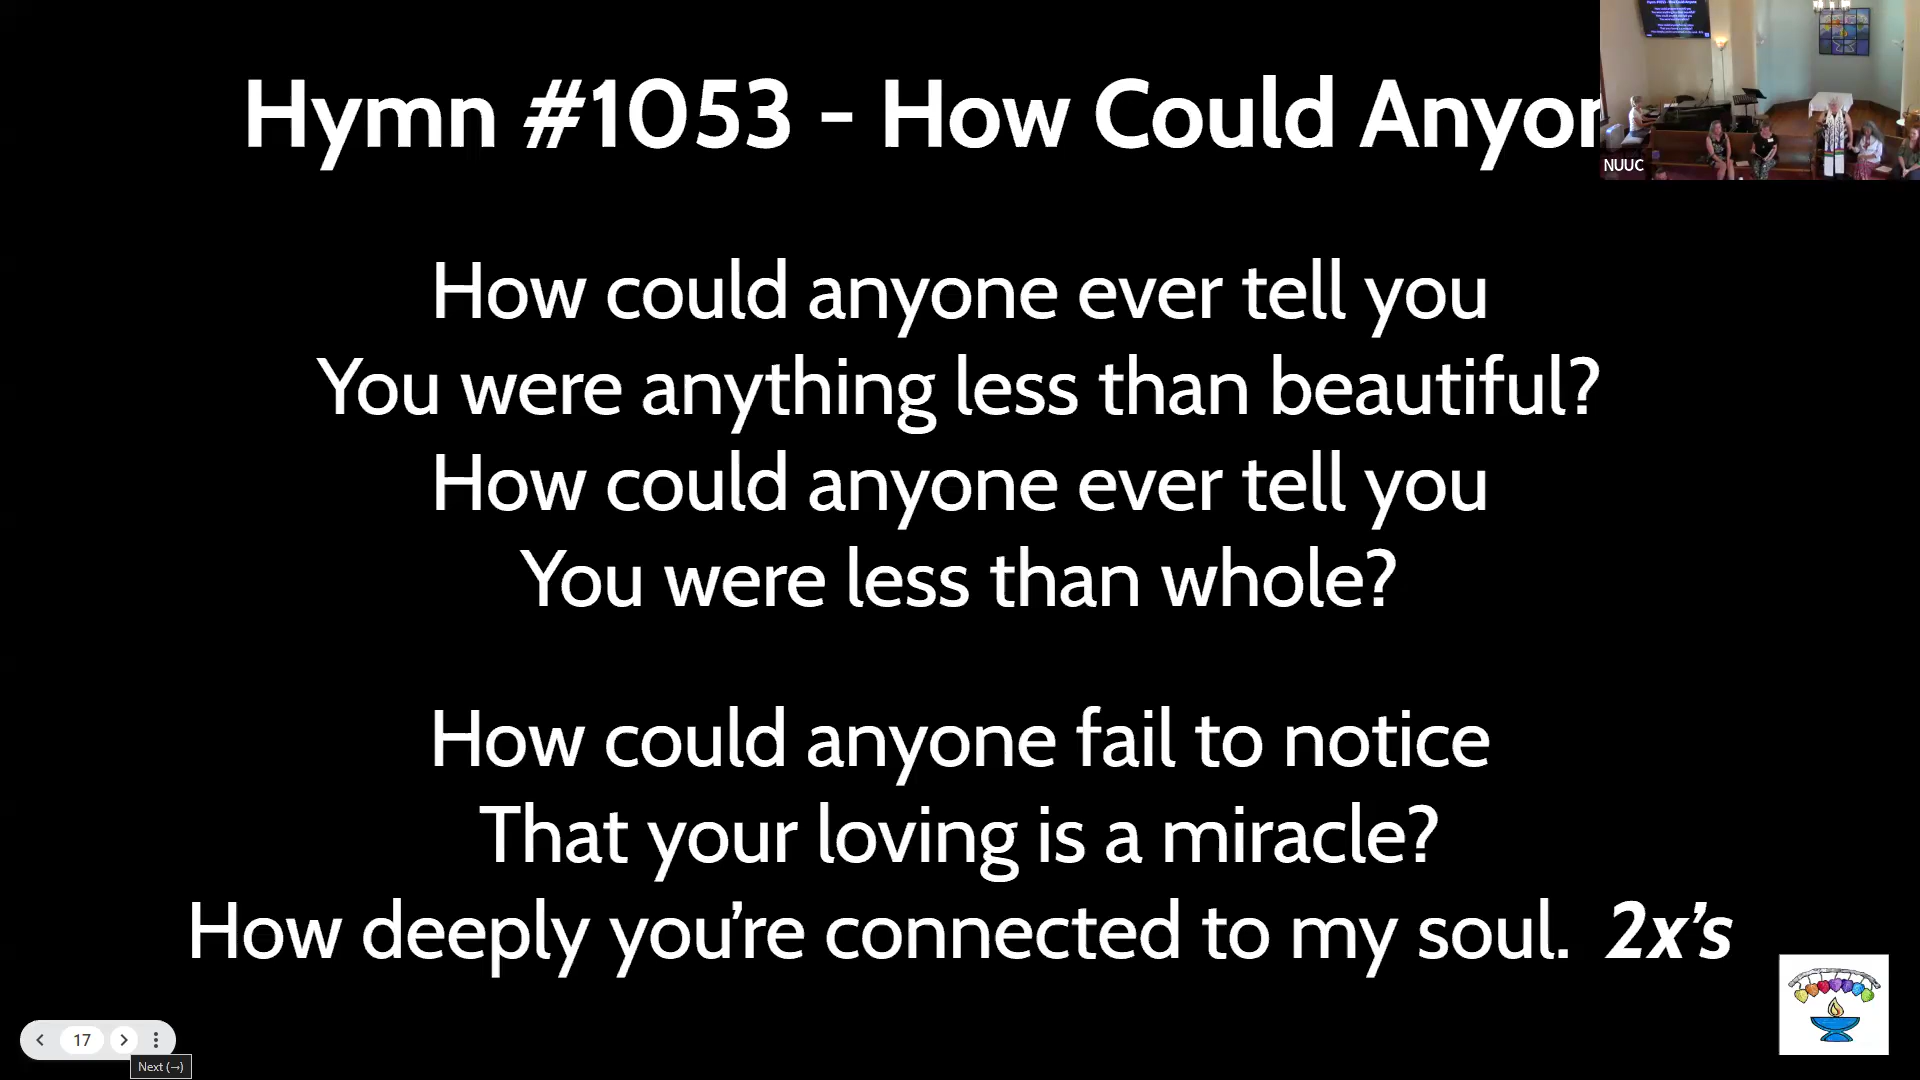 Hymn #1053 - How Could Anyon
NUUC
How could anyone ever tell you
You were anything less than beautiful?
How could anyone ever tell you
You were less than whole?
How could anyone fail to notice
That your loving is a miracle?
How deeply you're connected to my soul. 2x's
17
Next (→)